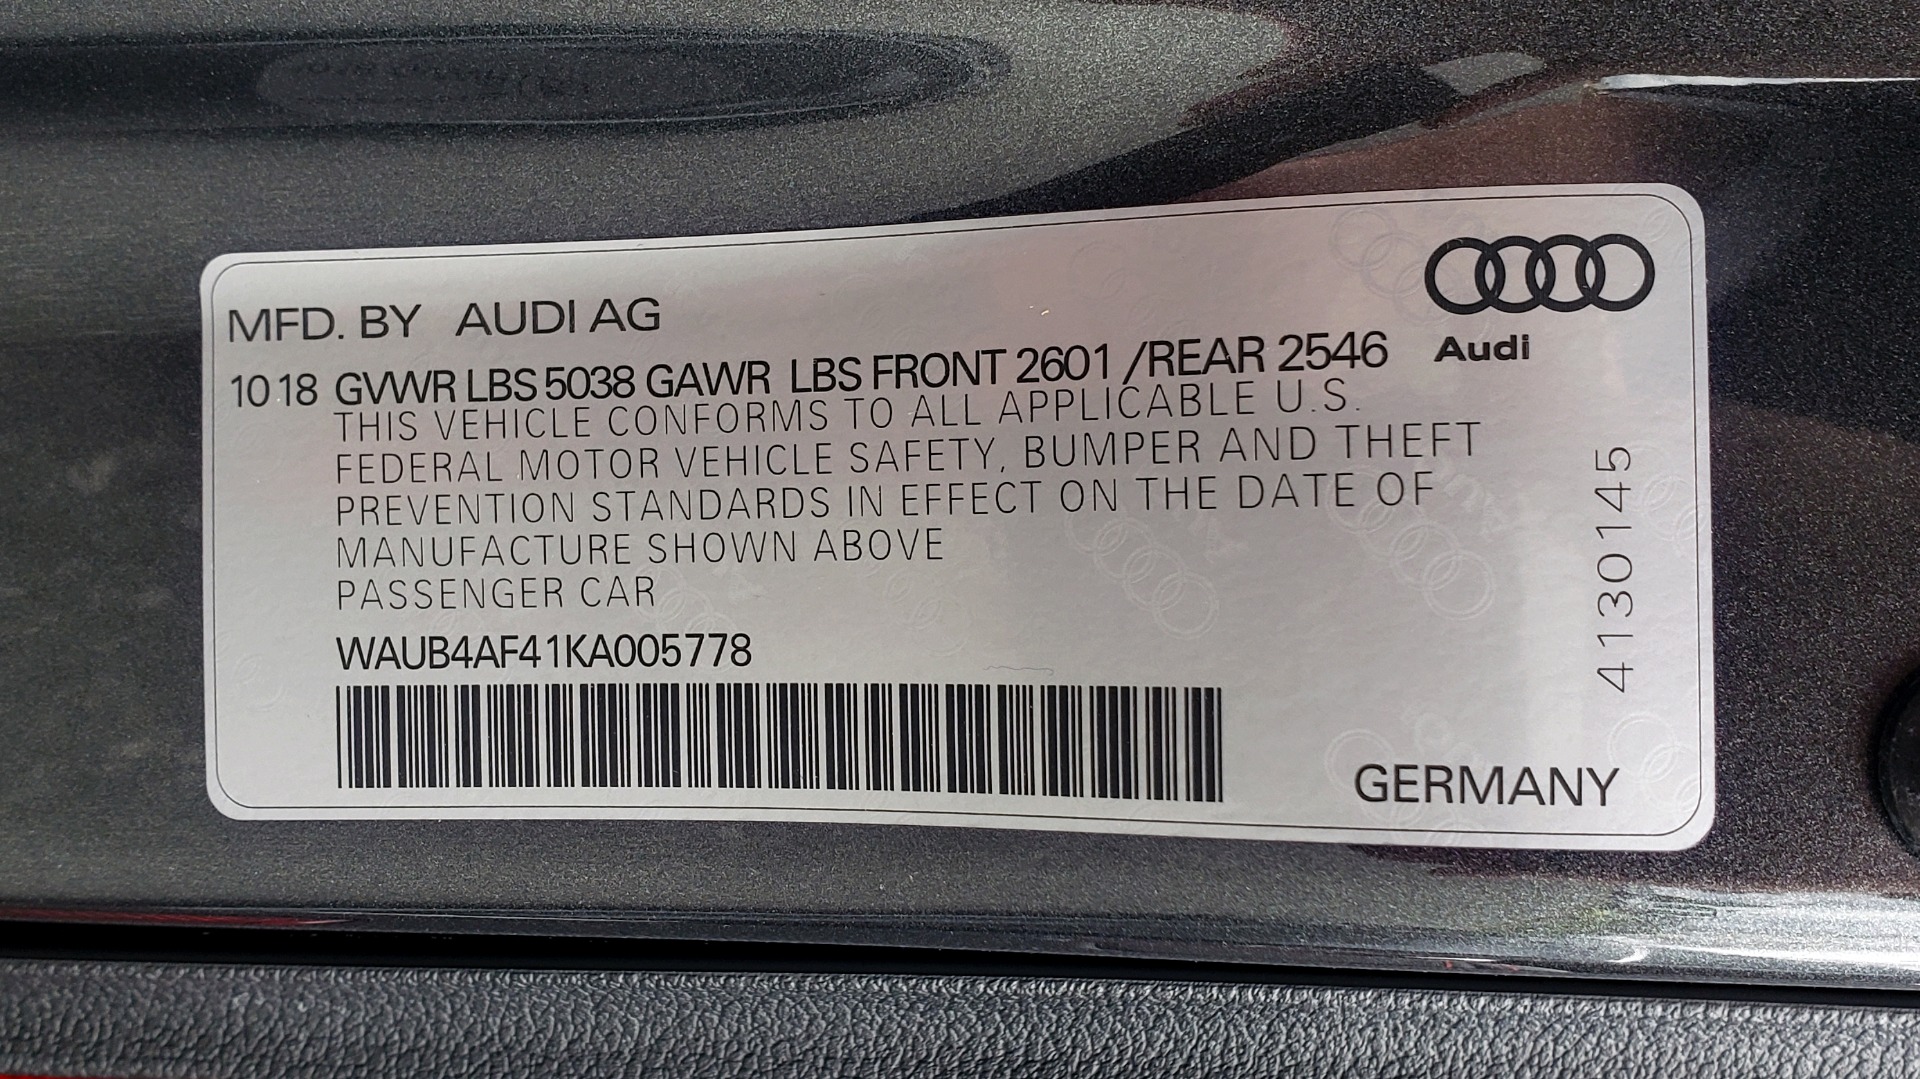 MFD. BY AUDI AG
Audi
10 18 GVWR LBS 5038 GAWR LBS FRONT 2601 /REAR 2546
THIS VEHICLE CONFORMS TO ALL APPLICABLE U.S.
FEDERAL MOTOR VEHICLE SAFETY, BUMPER AND THEFT
PREVENTION STANDARDS IN EFFECT ON THE DATE OF
MANUFACTURE SHOWN ABOVE
PASSENGER CAR
WAUB4AF41KA005778
4130145
GERMANY